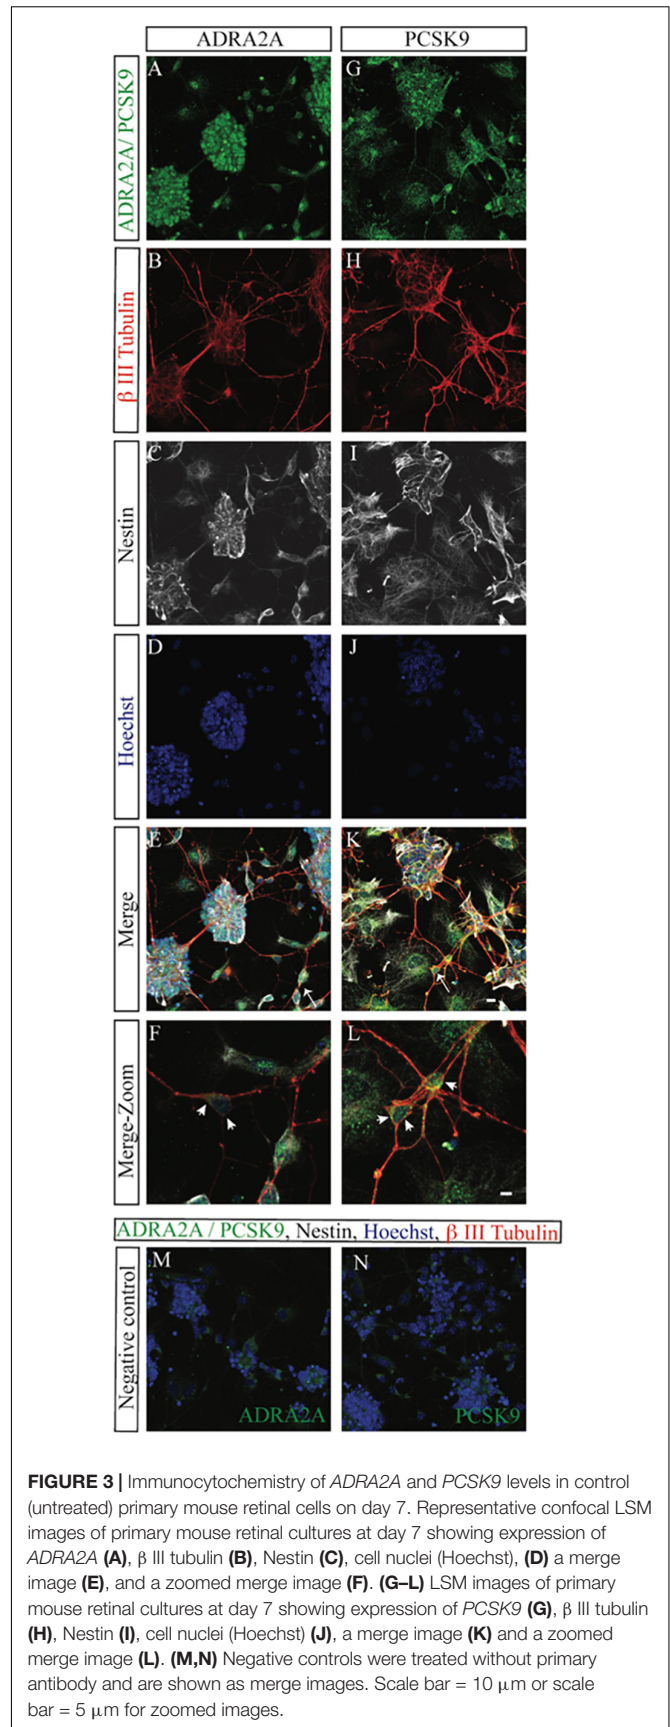 ADRA2A
PCSK9
ADRA2A/ PCSK9
A
G
β III Tubulin
B
H
Nestin
C
I
Hoechst
D
J
Merge
E
K
Merge-Zoom
F
L
ADRA2A / PCSK9, Nestin, Hoechst, β III Tubulin
Negative control
M
N
ADRA2A
PCSK9
FIGURE 3 | Immunocytochemistry of ADRA2A and PCSK9 levels in control
(untreated) primary mouse retinal cells on day 7. Representative confocal LSM
images of primary mouse retinal cultures at day 7 showing expression of
ADRA2A (A), β III tubulin (B), Nestin (C), cell nuclei (Hoechst), (D) a merge
image (E), and a zoomed merge image (F). (G–L) LSM images of primary
mouse retinal cultures at day 7 showing expression of PCSK9 (G), β III tubulin
(H), Nestin (I), cell nuclei (Hoechst) (J), a merge image (K) and a zoomed
merge image (L). (M,N) Negative controls were treated without primary
antibody and are shown as merge images. Scale bar = 10 μm or scale
bar = 5 μm for zoomed images.